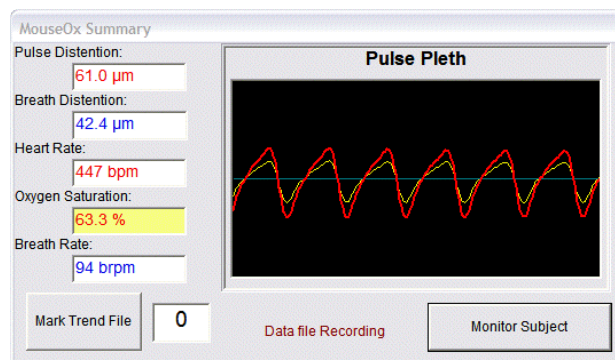 MouseOx Summary
Pulse Distention:
61.0 µm
Breath Distention:
42.4 µm
Heart Rate:
447 bpm
Oxygen Saturation:
63.3 %
Breath Rate:
94 brpm
Pulse Pleth
Mark Trend File
0
Data file Recording
Monitor Subject